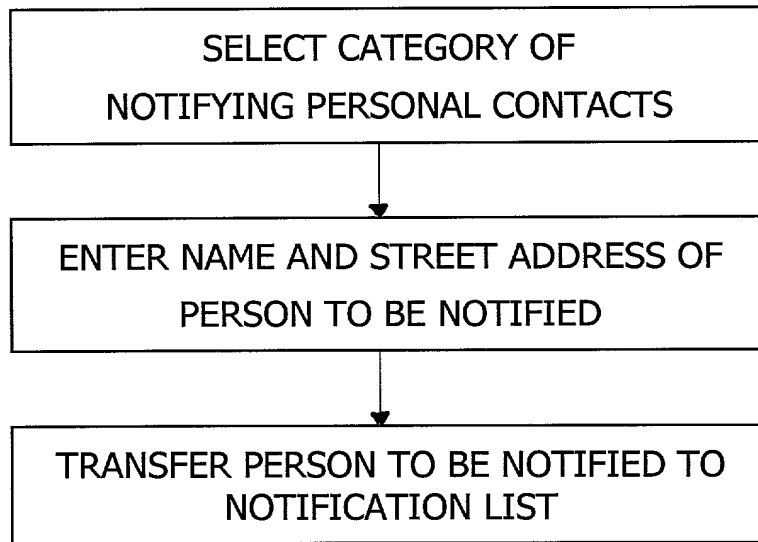 SELECT CATEGORY OF
NOTIFYING PERSONAL CONTACTS
ENTER NAME AND STREET ADDRESS OF
PERSON TO BE NOTIFIED
TRANSFER PERSON TO BE NOTIFIED TO
NOTIFICATION LIST